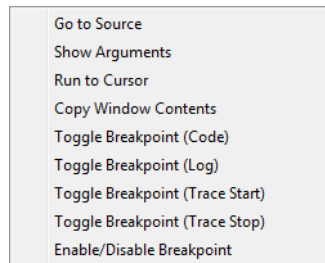 Go to Source
Show Arguments
Run to Cursor
Copy Window Contents
Toggle Breakpoint (Code)
Toggle Breakpoint (Log)
Toggle Breakpoint (Trace Start)
Toggle Breakpoint (Trace Stop)
Enable/Disable Breakpoint